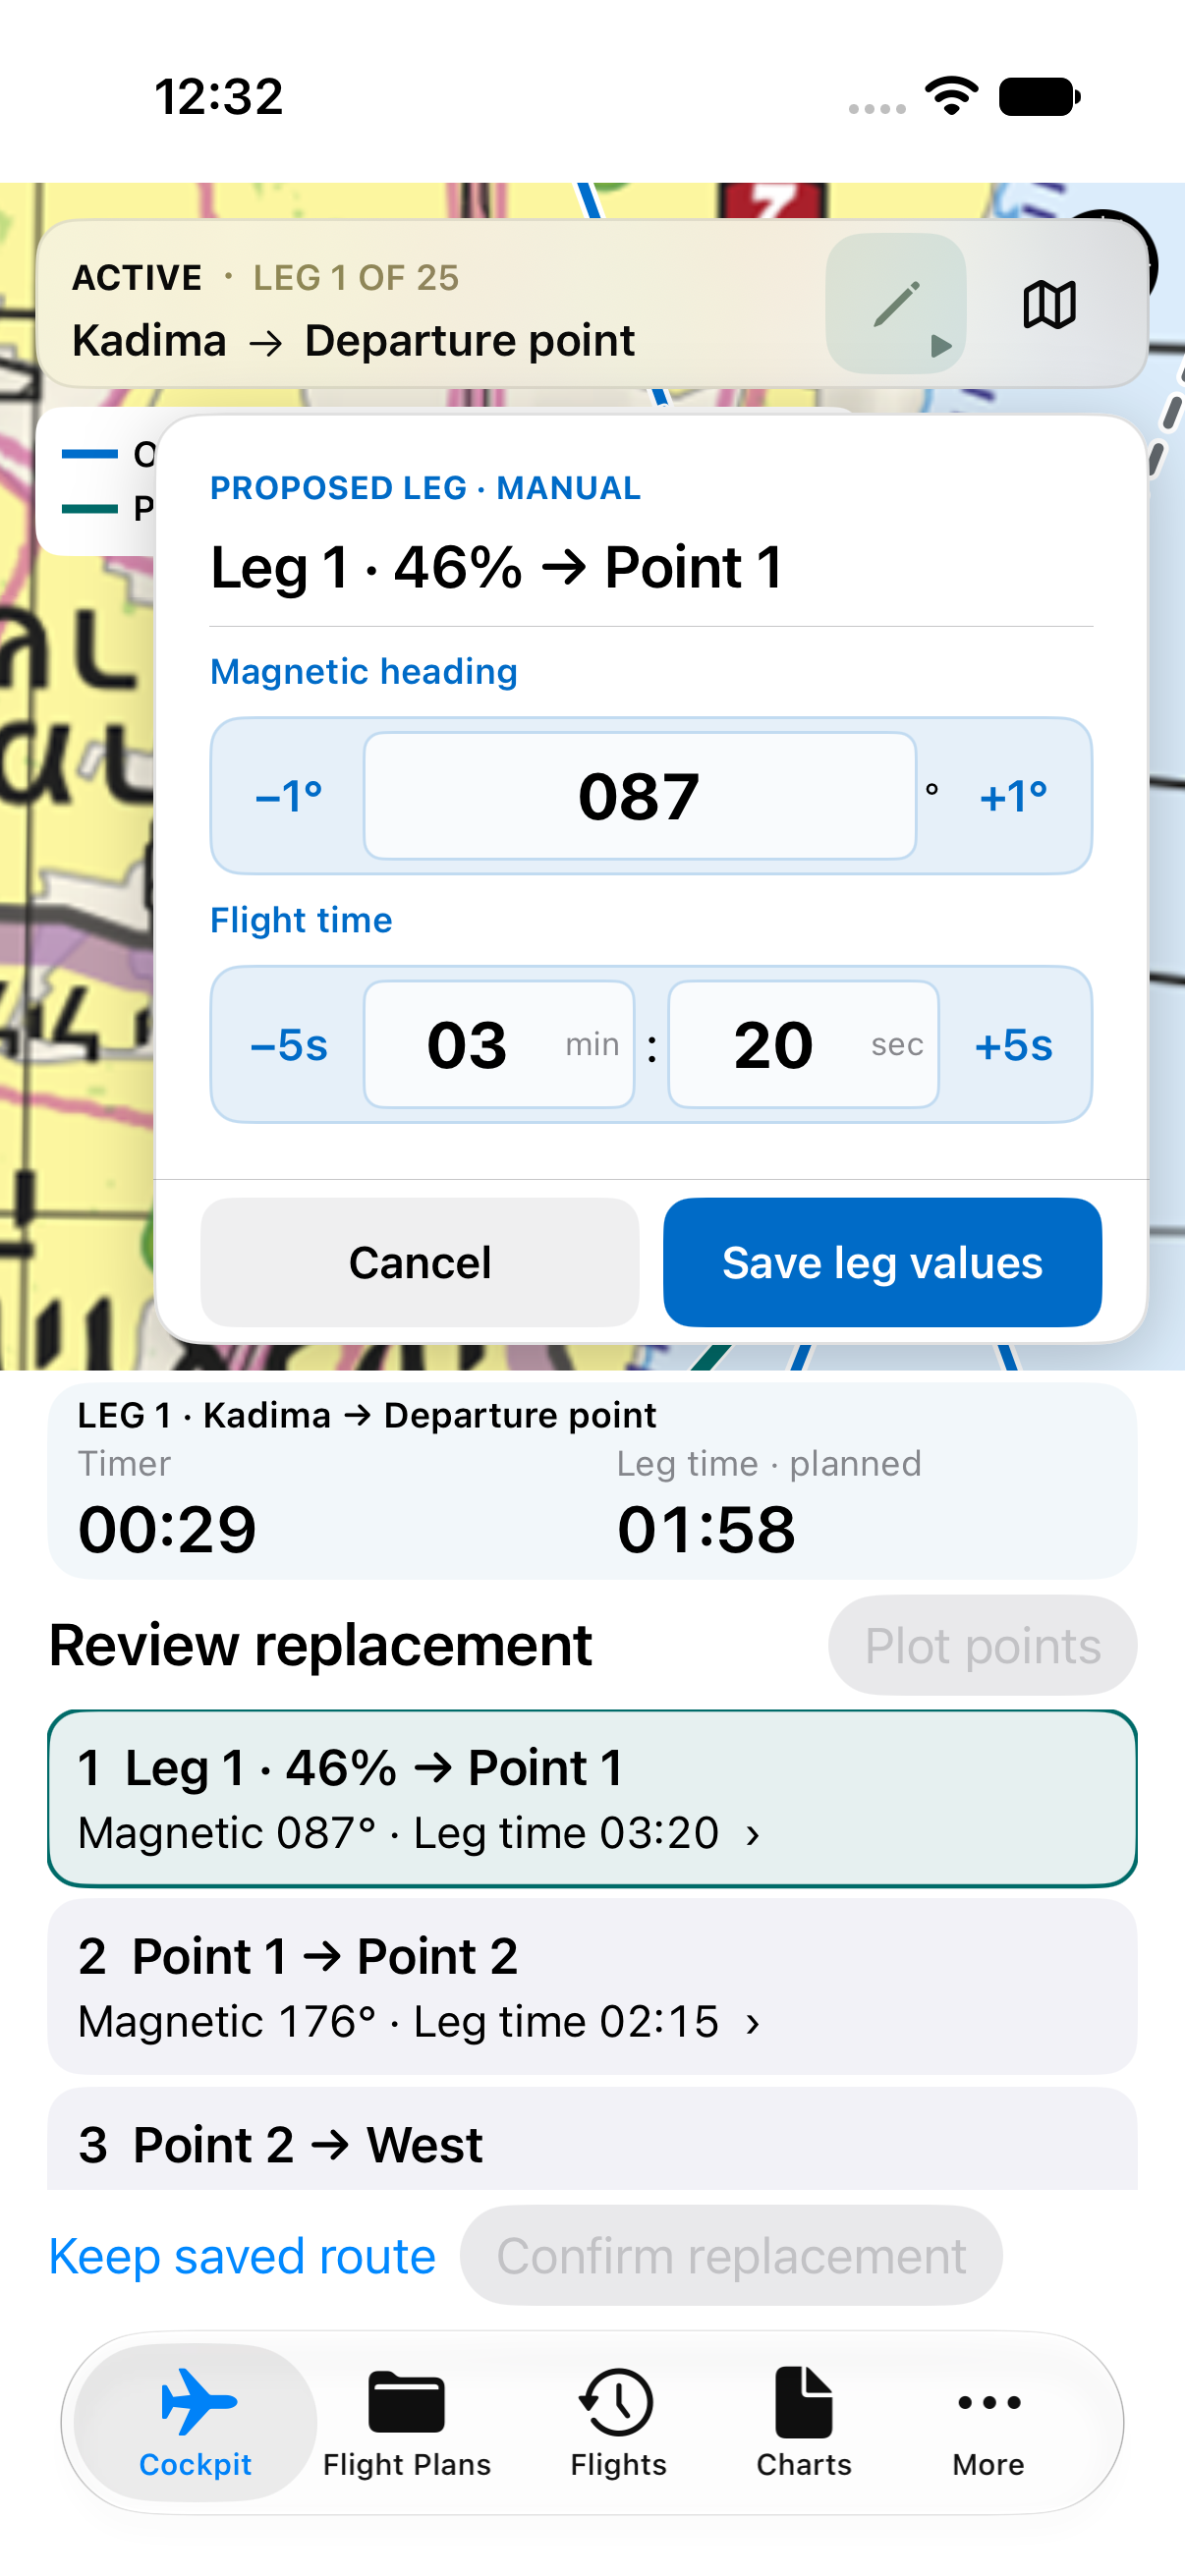 12:32
7
ACTIVE · LEG 1 OF 25
Kadima → Departure point
PROPOSED LEG · MANUAL
Leg 1 · 46% → Point 1
Magnetic heading
–1° 087 ° +1°
Flight time
–5s 03 min : 20 sec +5s
Cancel Save leg values
LEG 1 · Kadima → Departure point
Timer Leg time · planned
00:29 01:58
Review replacement Plot points
1 Leg 1 · 46% → Point 1
Magnetic 087° · Leg time 03:20 ›
2 Point 1 → Point 2
Magnetic 176° · Leg time 02:15 ›
3 Point 2 → West
Keep saved route Confirm replacement
Cockpit Flight Plans Flights Charts More